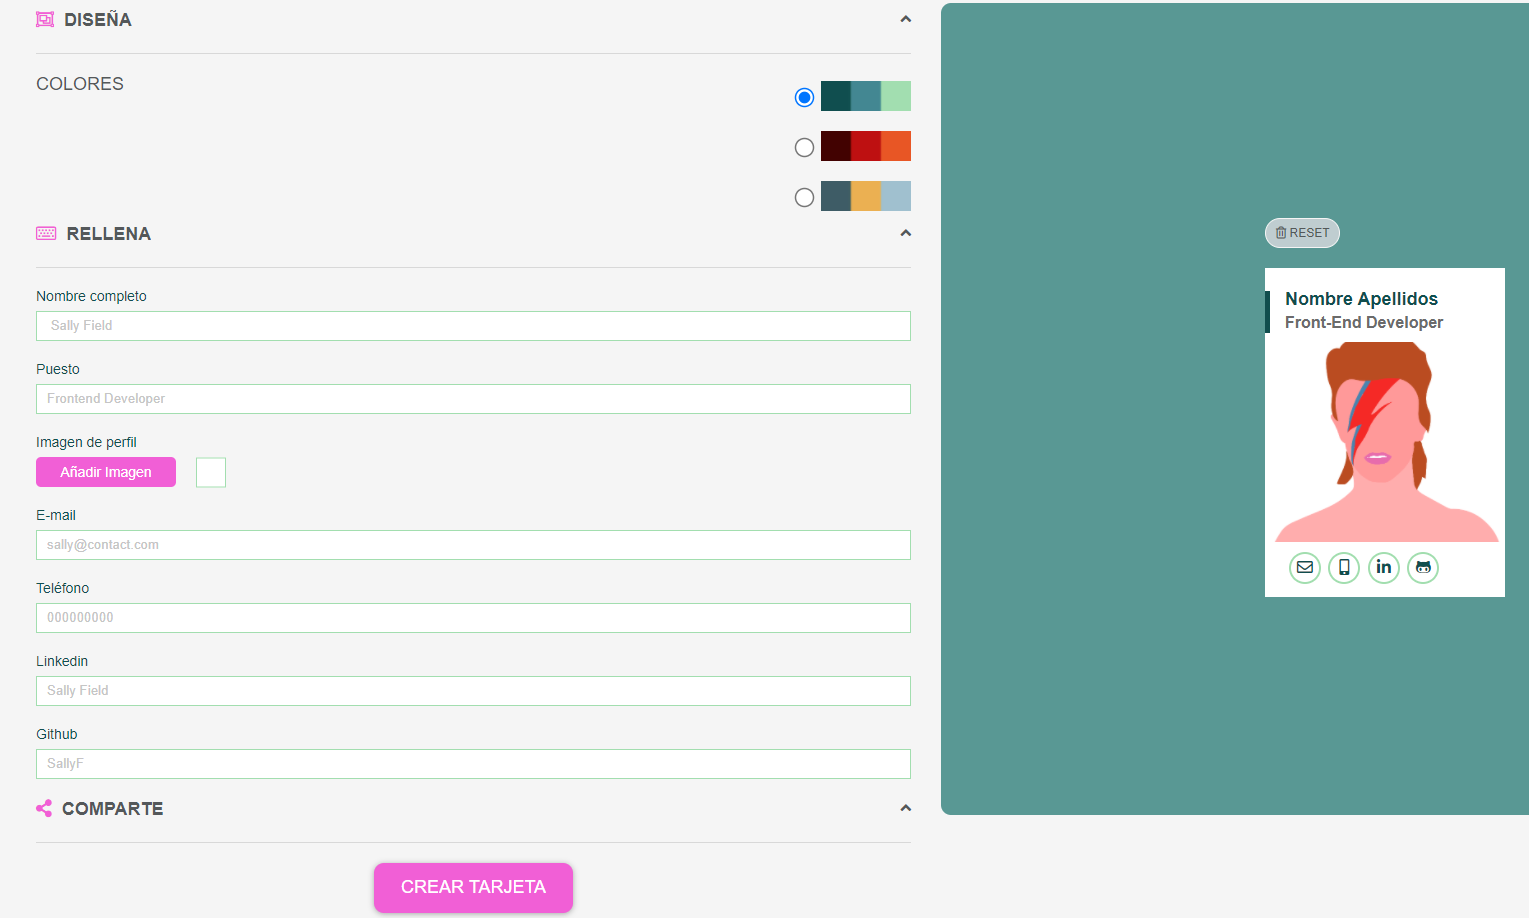 DISEÑA
COLORES
RELLENA
Nombre completo
Sally Field
Puesto
Frontend Developer
Imagen de perfil
Añadir Imagen
E-mail
sally@contact.com
Teléfono
000000000
Linkedin
Sally Field
Github
SallyF
COMPARTE
CREAR TARJETA
RESET
Nombre Apellidos
Front-End Developer
in